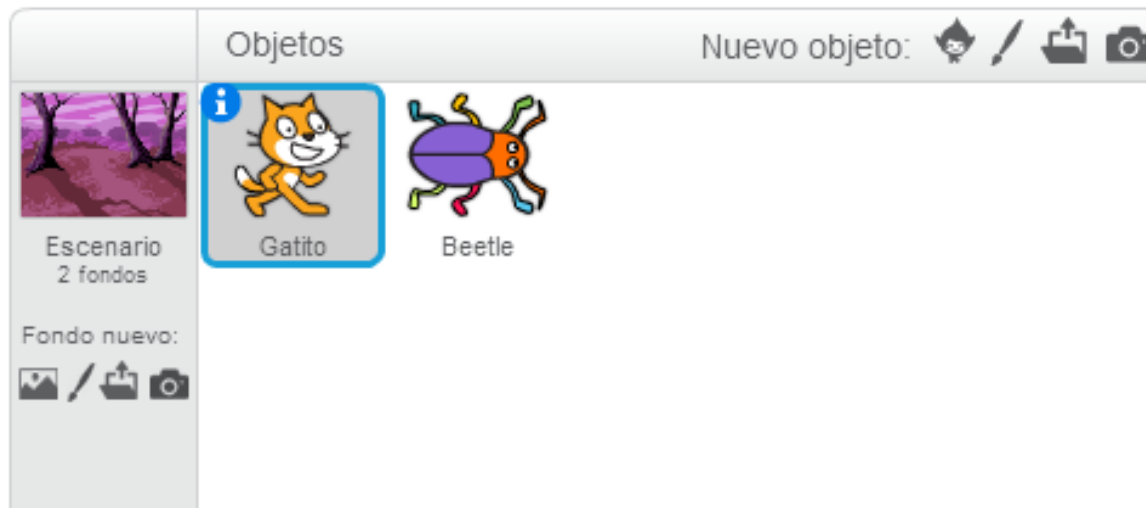 Objetos
Nuevo objeto:
Escenario
2 fondos
Fondo nuevo:
Gatito
Beetle